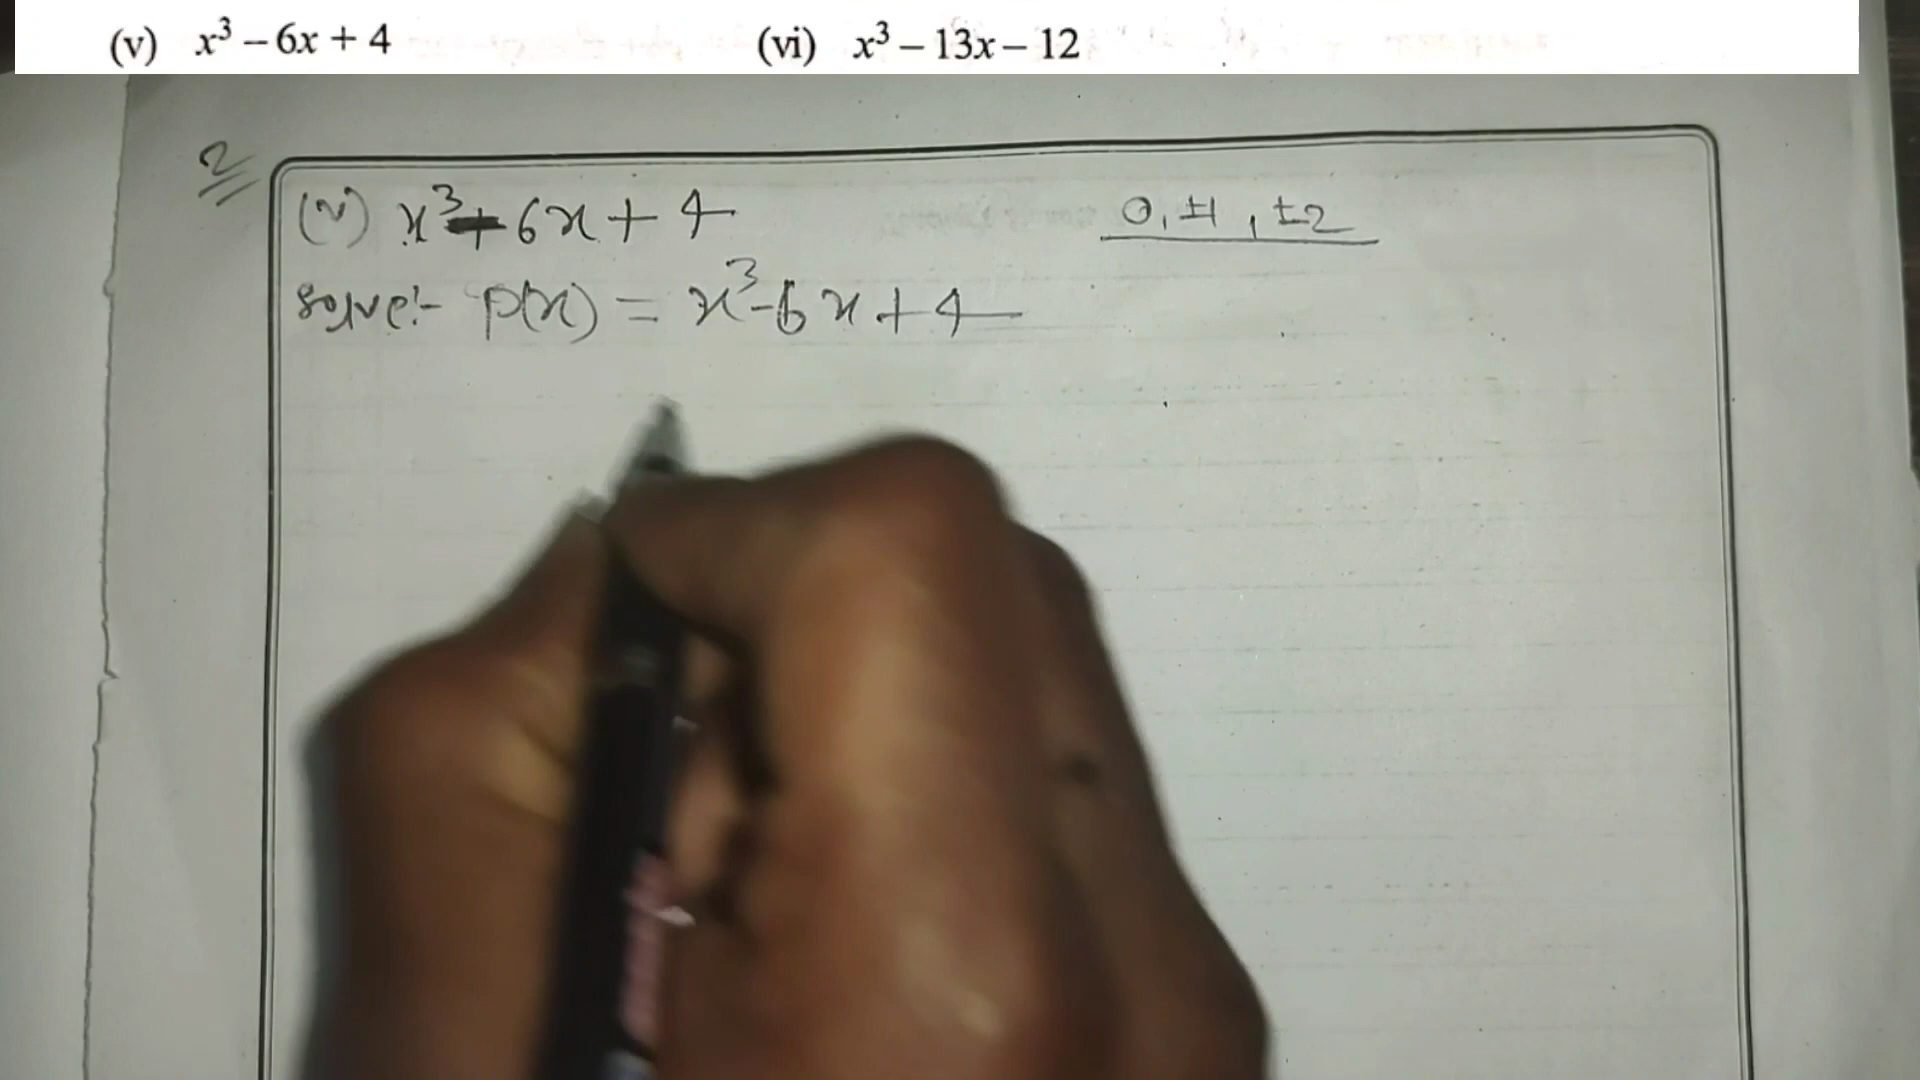 (v) x³ – 6x + 4 (vi) x³ – 13x – 12
2
(v) x³ - 6x + 4 0, ±1, ±2
solve:- p(x) = x³ - 6x + 4